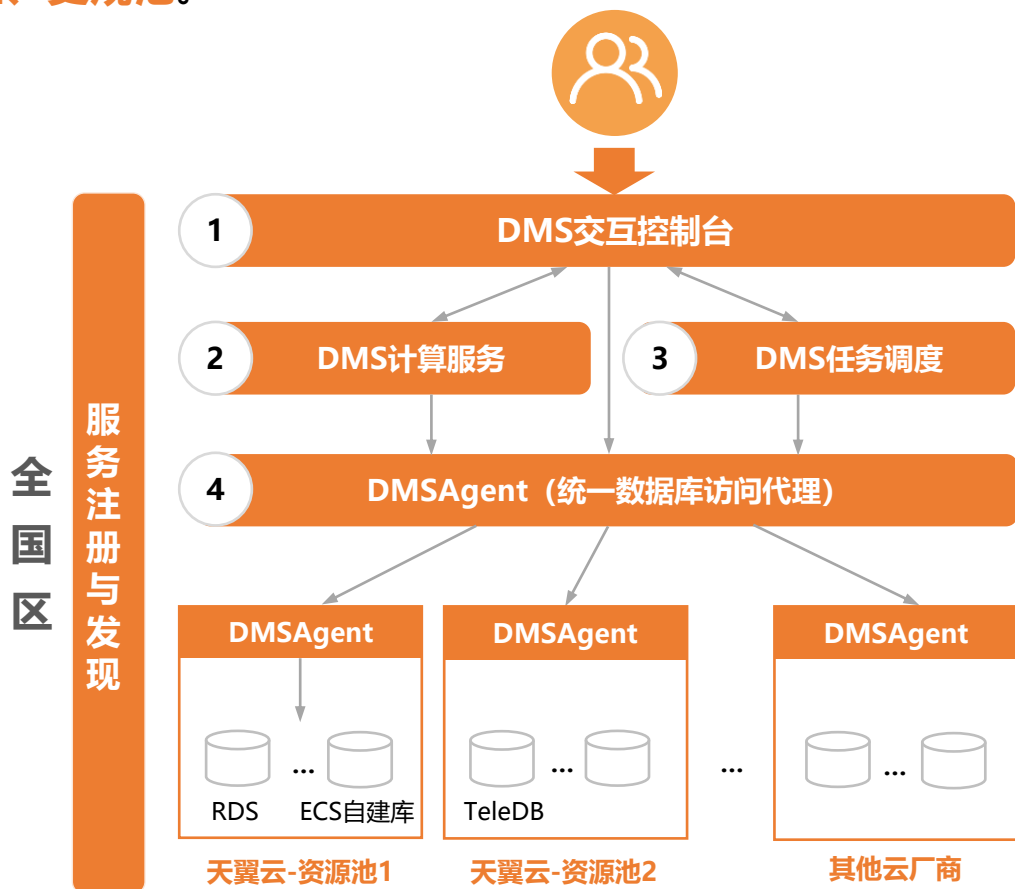 1
DMS交互控制台
2
DMS计算服务
3
DMS任务调度
4
DMSAgent（统一数据库访问代理）
全国区
服务注册与发现
DMSAgent
DMSAgent
DMSAgent
...
...
...
...
RDS
ECS自建库
TeleDB
天翼云-资源池1
天翼云-资源池2
其他云厂商